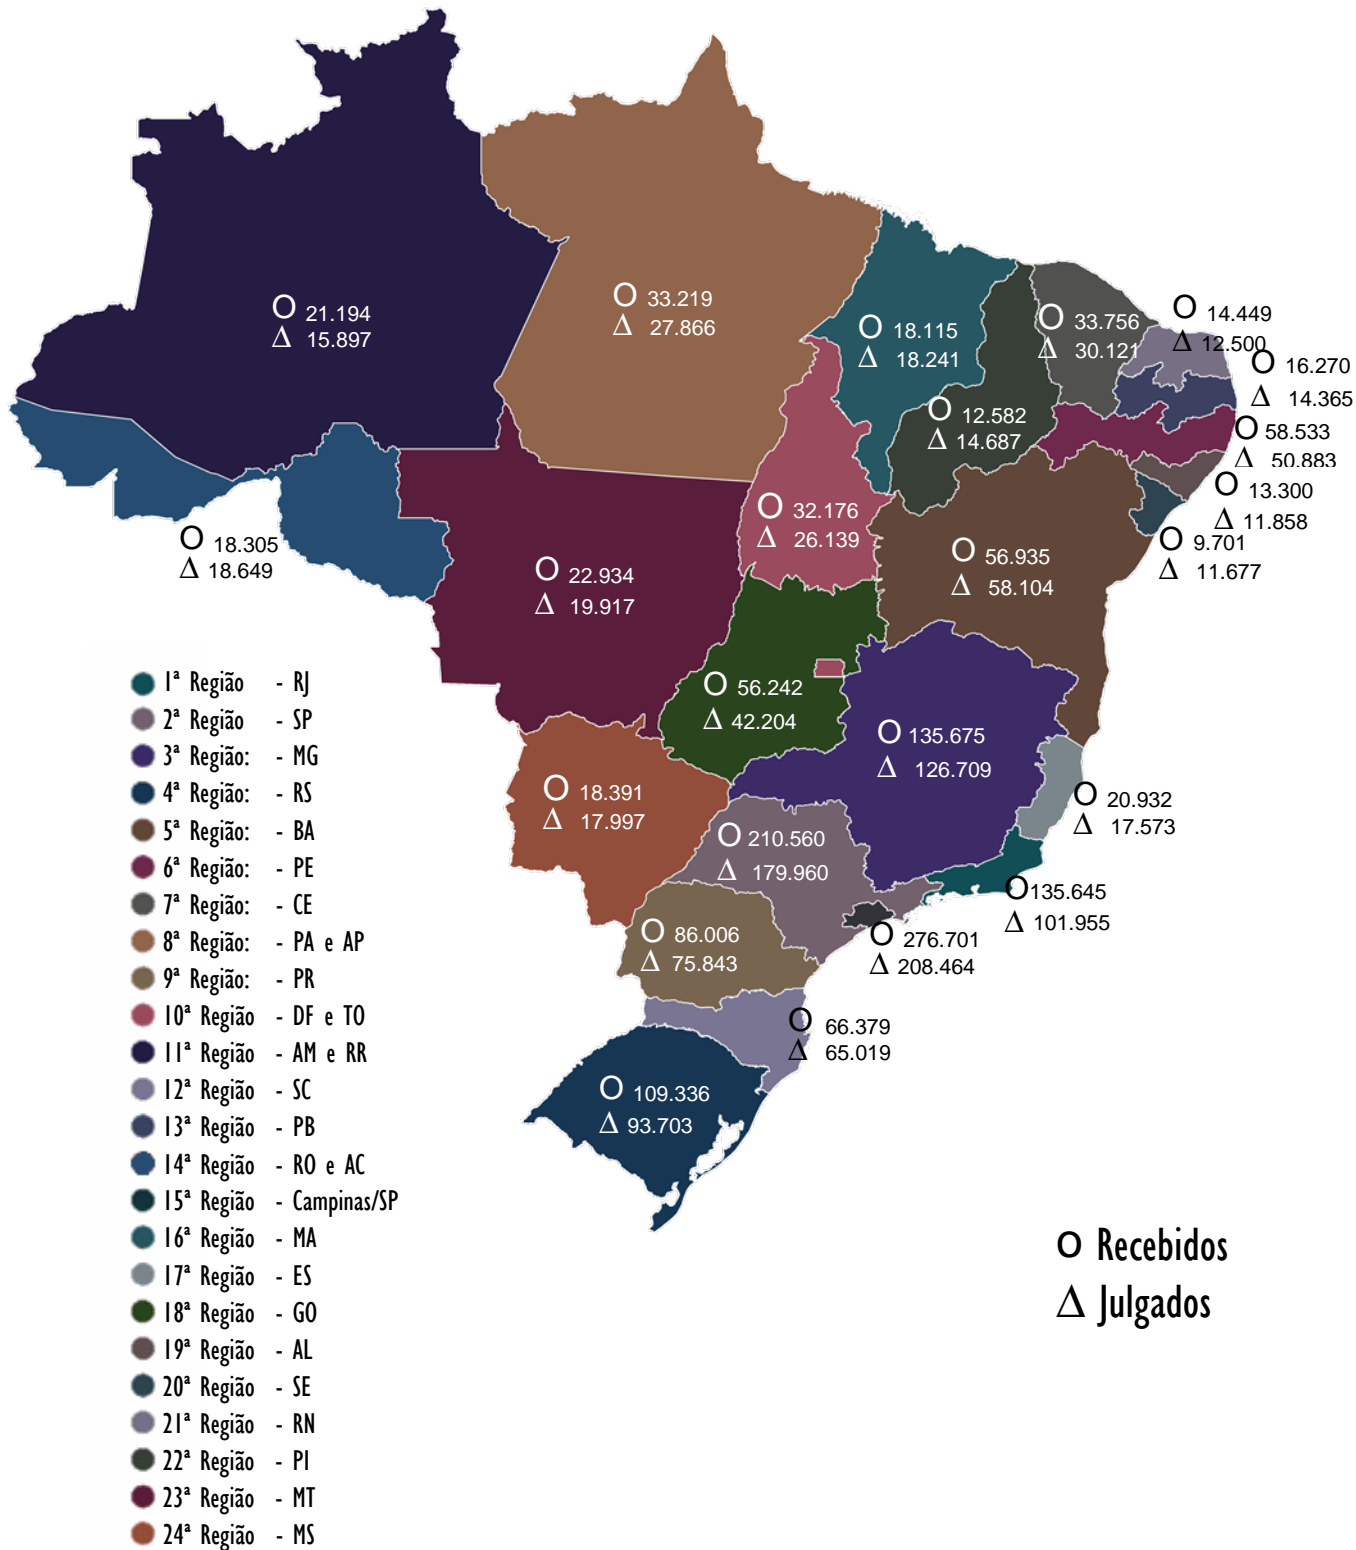 O 21.194
Δ 15.897
O 33.219
Δ 27.866
O 18.115
Δ 18.241
O 33.756
Δ 30.121
O 14.449
Δ 12.500
O 16.270
Δ 14.365
O 12.582
Δ 14.687
O 58.533
Δ 50.883
O 13.300
Δ 11.858
O 9.701
Δ 11.677
O 32.176
Δ 26.139
O 56.935
Δ 58.104
O 18.305
Δ 18.649
O 22.934
Δ 19.917
O 56.242
Δ 42.204
O 135.675
Δ 126.709
O 18.391
Δ 17.997
O 20.932
Δ 17.573
O 210.560
Δ 179.960
O 135.645
Δ 101.955
O 86.006
Δ 75.843
O 276.701
Δ 208.464
O 66.379
Δ 65.019
O 109.336
Δ 93.703
1ª Região - RJ
2ª Região - SP
3ª Região: - MG
4ª Região: - RS
5ª Região: - BA
6ª Região: - PE
7ª Região: - CE
8ª Região: - PA e AP
9ª Região: - PR
10ª Região - DF e TO
11ª Região - AM e RR
12ª Região - SC
13ª Região - PB
14ª Região - RO e AC
15ª Região - Campinas/SP
16ª Região - MA
17ª Região - ES
18ª Região - GO
19ª Região - AL
20ª Região - SE
21ª Região - RN
22ª Região - PI
23ª Região - MT
24ª Região - MS
O Recebidos
Δ Julgados